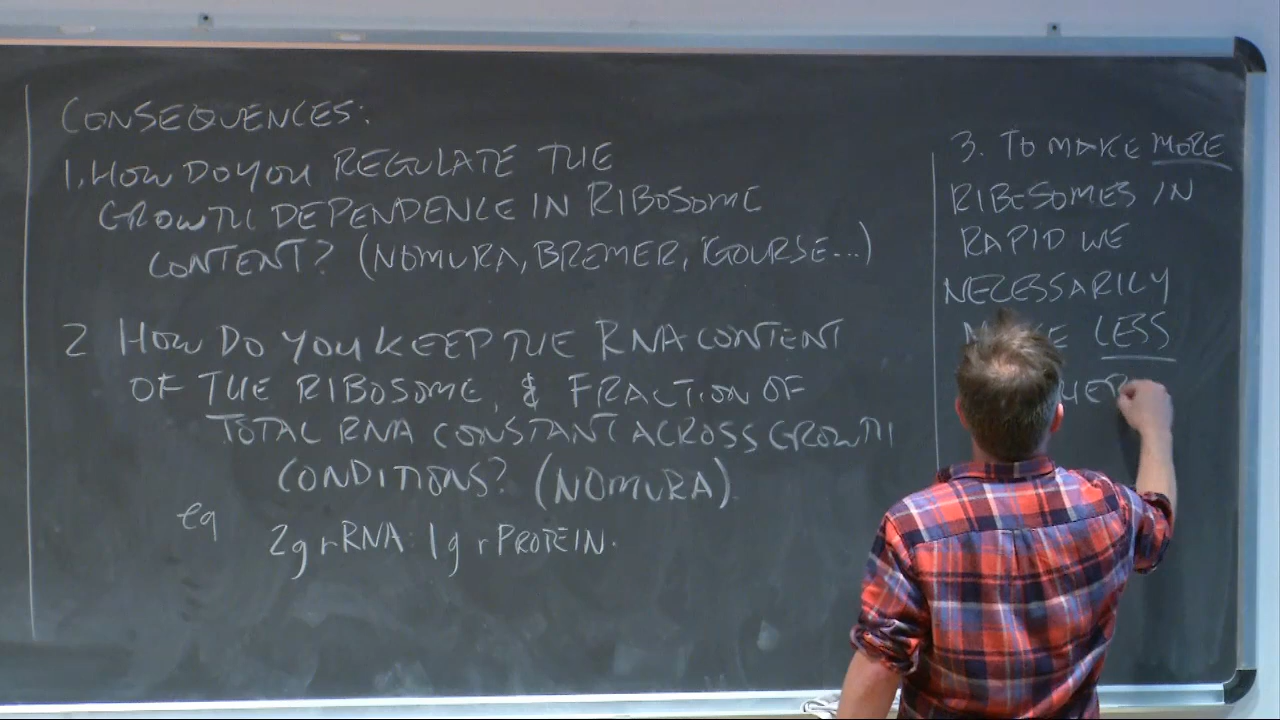 CONSEQUENCES:
1. HOW DO YOU REGULATE THE
GROWTH DEPENDENCE IN RIBOSOME
CONTENT? (NOMURA, BREMER, GOURSE...)
2 HOW DO YOU KEEP THE RNA CONTENT
OF THE RIBOSOME, & FRACTION OF
TOTAL RNA CONSTANT ACROSS GROWTH
CONDITIONS? (NOMURA)
eg 2g rRNA: 1g rPROTEIN.
3. TO MAKE MORE
RIBESOMES IN
RAPID WE
NECESSARILY
LESS